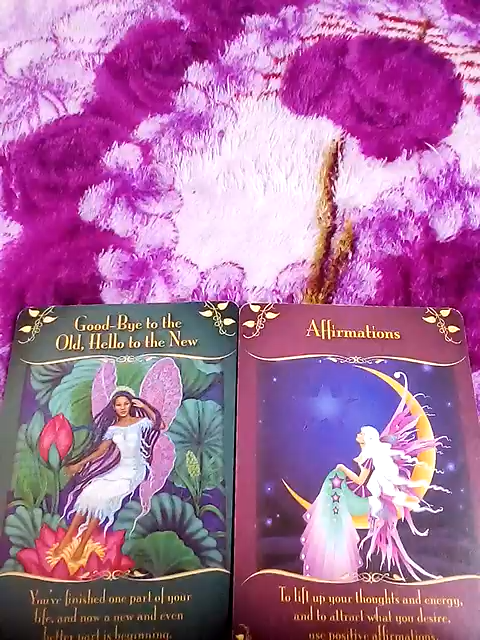 Good-Bye to the
Old, Hello to the New
You've finished one part of your
life, and now a new and even
better part is beginning.
Affirmations
To lift up your thoughts and energy,
and to attract what you desire,
use positive affirmations.